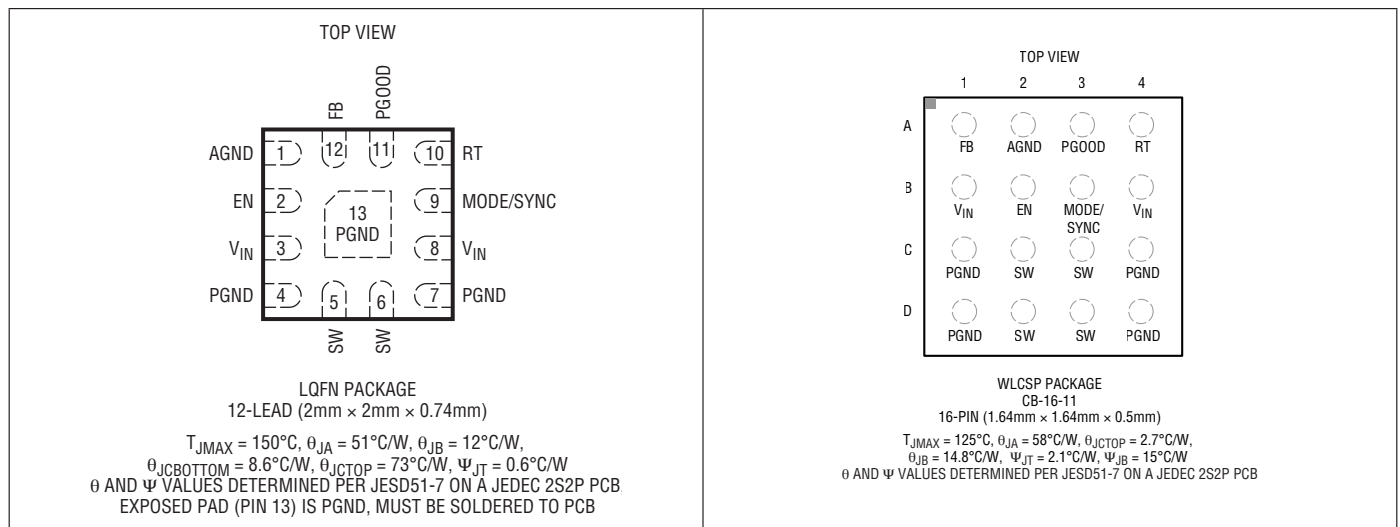 TOP VIEW
FB
PGOOD
AGND 1 12 11 10 RT
EN 2 9 MODE/SYNC
13
PGND
VIN 3 8 VIN
PGND 4 5 6 7 PGND
SW
SW
LQFN PACKAGE
12-LEAD (2mm × 2mm × 0.74mm)
TJMAX = 150°C, θJA = 51°C/W, θJB = 12°C/W,
θJCBOTTOM = 8.6°C/W, θJCTOP = 73°C/W, ΨJT = 0.6°C/W
θ AND Ψ VALUES DETERMINED PER JESD51-7 ON A JEDEC 2S2P PCB
EXPOSED PAD (PIN 13) IS PGND, MUST BE SOLDERED TO PCB
TOP VIEW
1 2 3 4
A
FB AGND PGOOD RT
B
VIN EN MODE/ VIN
SYNC
C
PGND SW SW PGND
D
PGND SW SW PGND
WLCSP PACKAGE
CB-16-11
16-PIN (1.64mm × 1.64mm × 0.5mm)
TJMAX = 125°C, θJA = 58°C/W, θJCTOP = 2.7°C/W,
θJB = 14.8°C/W, ΨJT = 2.1°C/W, ΨJB = 15°C/W
θ AND Ψ VALUES DETERMINED PER JESD51-7 ON A JEDEC 2S2P PCB